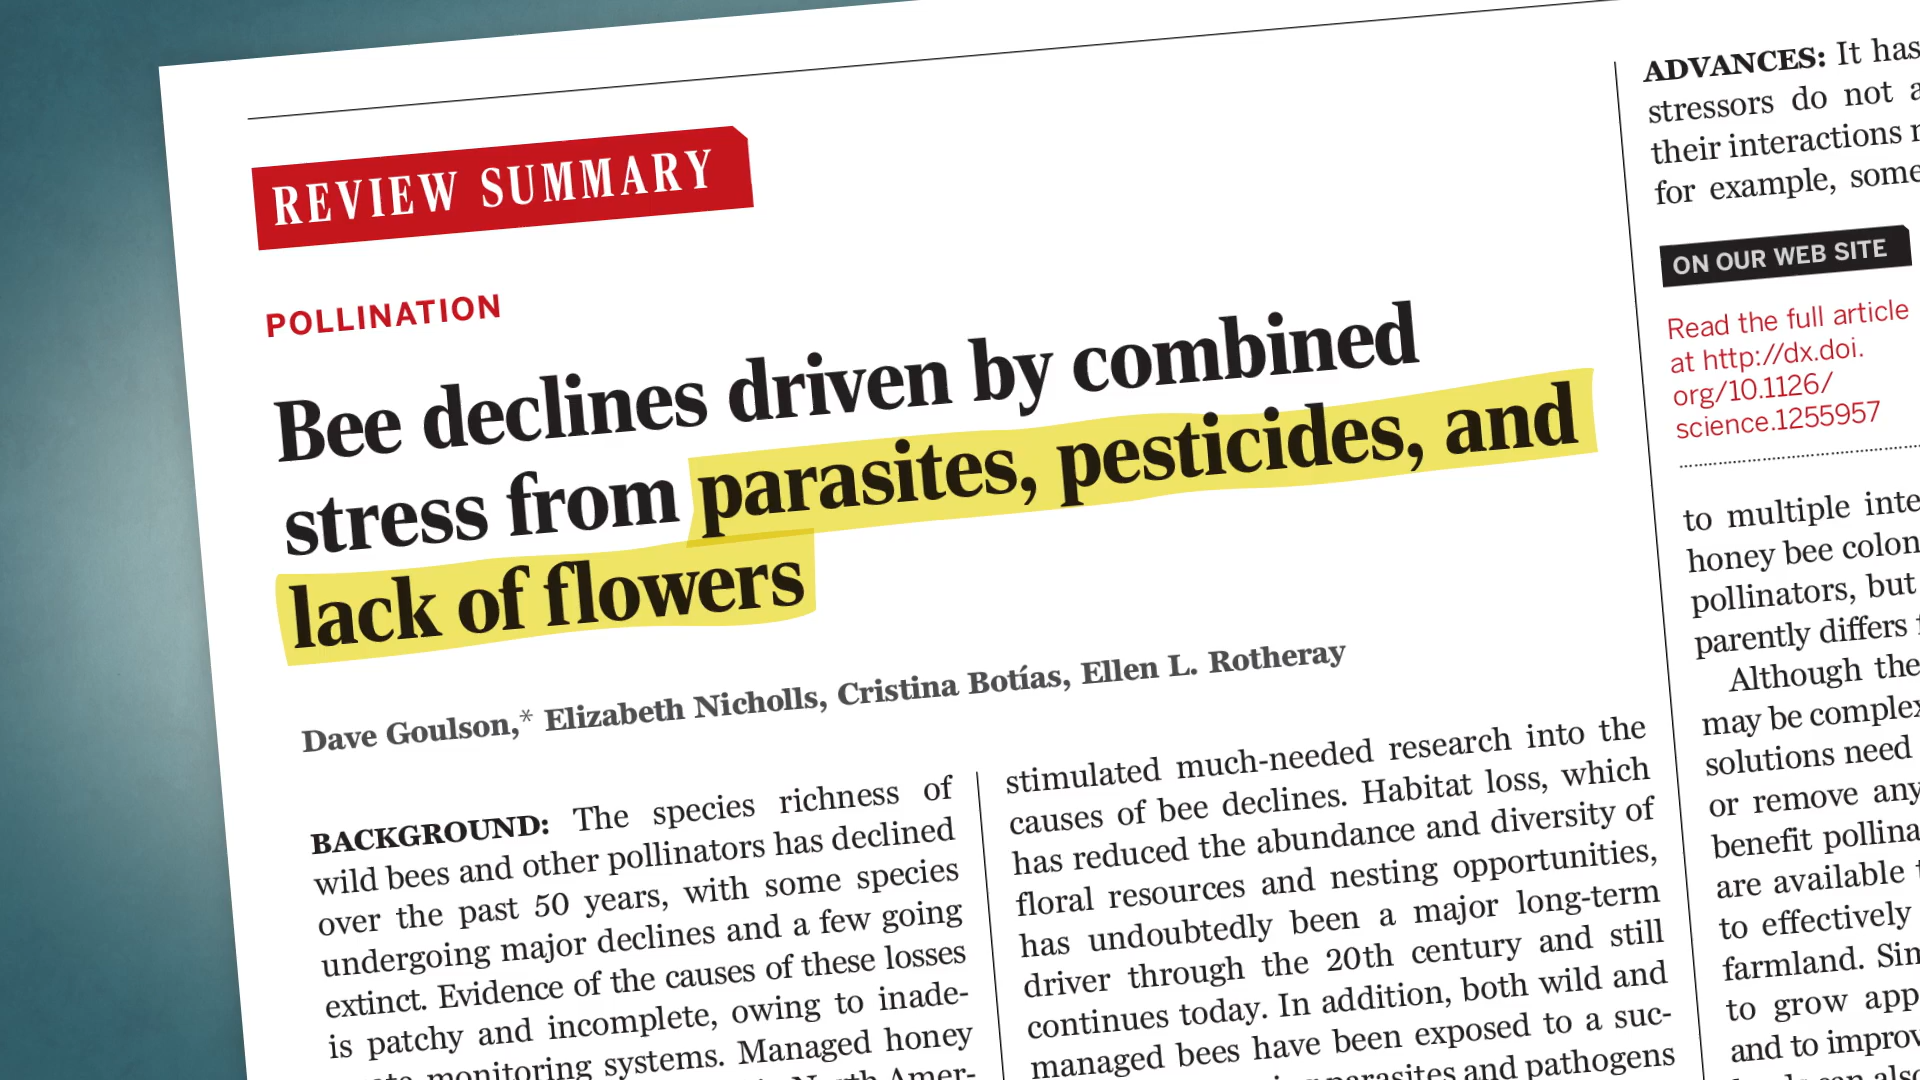 REVIEW SUMMARY
POLLINATION
Bee declines driven by combined
stress from parasites, pesticides, and
lack of flowers
Dave Goulson,* Elizabeth Nicholls, Cristina Botías, Ellen L. Rotheray
BACKGROUND: The species richness of
wild bees and other pollinators has declined
over the past 50 years, with some species
undergoing major declines and a few going
extinct. Evidence of the causes of these losses
is patchy and incomplete, owing to inade-
monitoring systems. Managed honey
North Amer-
stimulated much-needed research into the
causes of bee declines. Habitat loss, which
has reduced the abundance and diversity of
floral resources and nesting opportunities,
has undoubtedly been a major long-term
driver through the 20th century and still
continues today. In addition, both wild and
managed bees have been exposed to a suc-
parasites and pathogens
ADVANCES: It has
stressors do not
their interactions
for example, some
ON OUR WEB SITE
Read the full article
at http://dx.doi.
org/10.1126/
science.1255957
to multiple
honey bee
pollinators, but
parently differs
Although the
may be
solutions need
or remove any
benefit
are available
to effectively
farmland.
to grow
and to